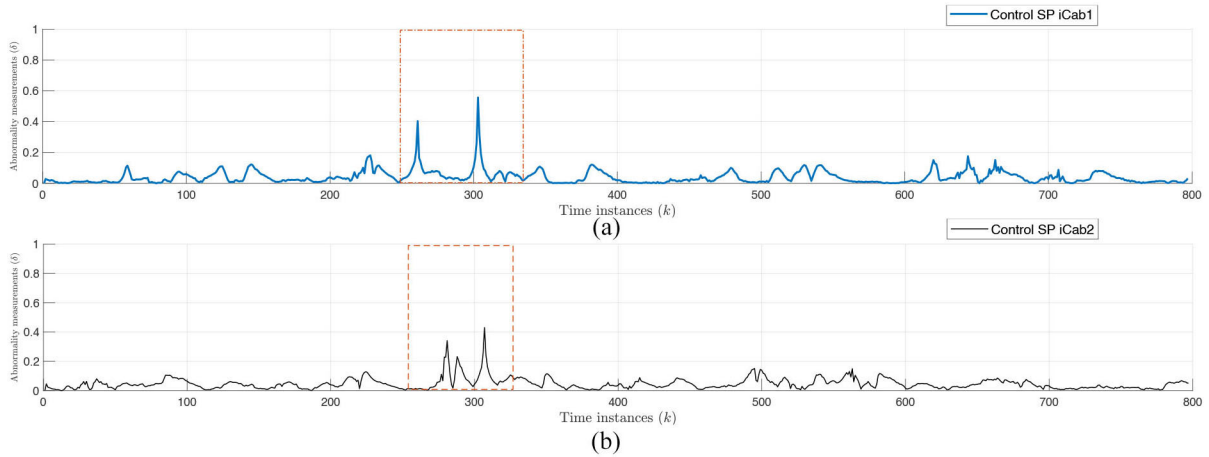 Control SP iCab1
Abnormality measurements (δ)
1
0.8
0.6
0.4
0.2
0
0 100 200 300 400 500 600 700 800
Time instances (k)
(a)
Control SP iCab2
Abnormality measurements (δ)
1
0.8
0.6
0.4
0.2
0
0 100 200 300 400 500 600 700 800
Time instances (k)
(b)